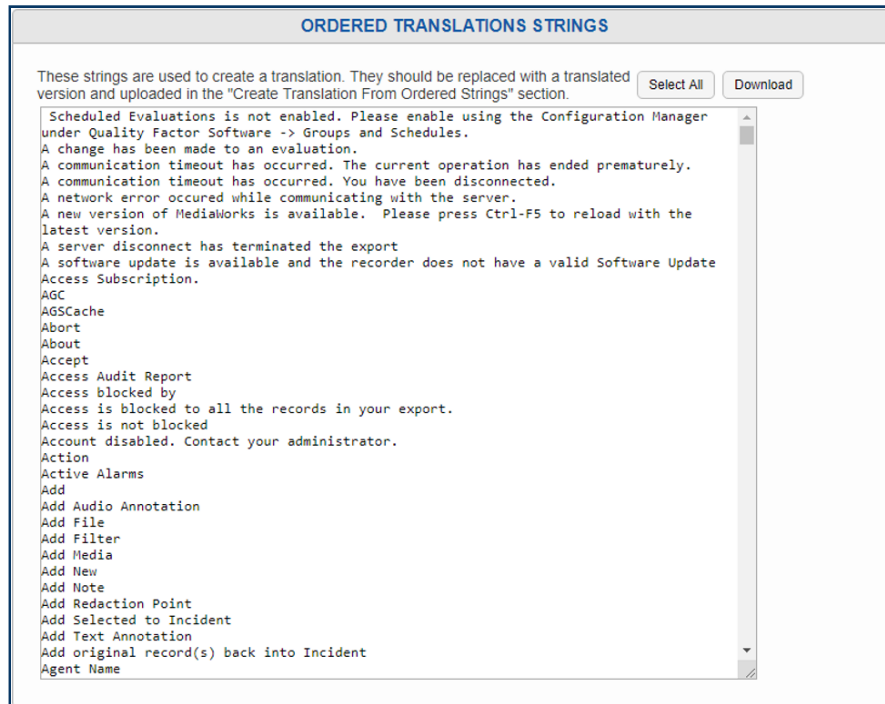 ORDERED TRANSLATIONS STRINGS
These strings are used to create a translation. They should be replaced with a translated
version and uploaded in the "Create Translation From Ordered Strings" section.
Select All
Download
Scheduled Evaluations is not enabled. Please enable using the Configuration Manager
under Quality Factor Software -> Groups and Schedules.
A change has been made to an evaluation.
A communication timeout has occurred. The current operation has ended prematurely.
A communication timeout has occurred. You have been disconnected.
A network error occured while communicating with the server.
A new version of MediaWorks is available.  Please press Ctrl-F5 to reload with the
latest version.
A server disconnect has terminated the export
A software update is available and the recorder does not have a valid Software Update
Access Subscription.
AGC
AGSCache
Abort
About
Accept
Access Audit Report
Access blocked by
Access is blocked to all the records in your export.
Access is not blocked
Account disabled. Contact your administrator.
Action
Active Alarms
Add
Add Audio Annotation
Add File
Add Filter
Add Media
Add New
Add Note
Add Redaction Point
Add Selected to Incident
Add Text Annotation
Add original record(s) back into Incident
Agent Name